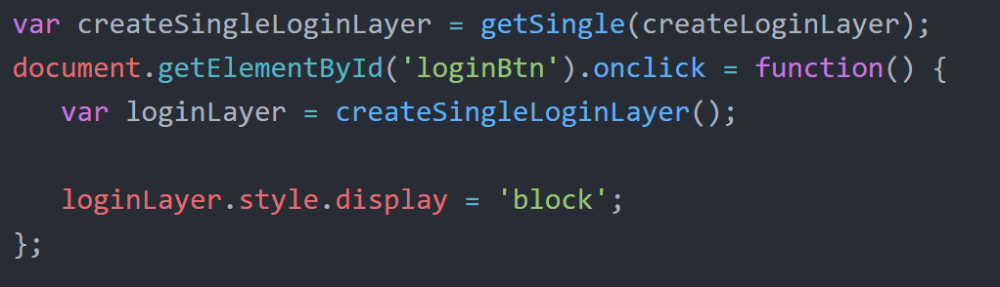 var createSingleLoginLayer = getSingle(createLoginLayer);
document.getElementById('loginBtn').onclick = function() {
   var loginLayer = createSingleLoginLayer();

   loginLayer.style.display = 'block';
};